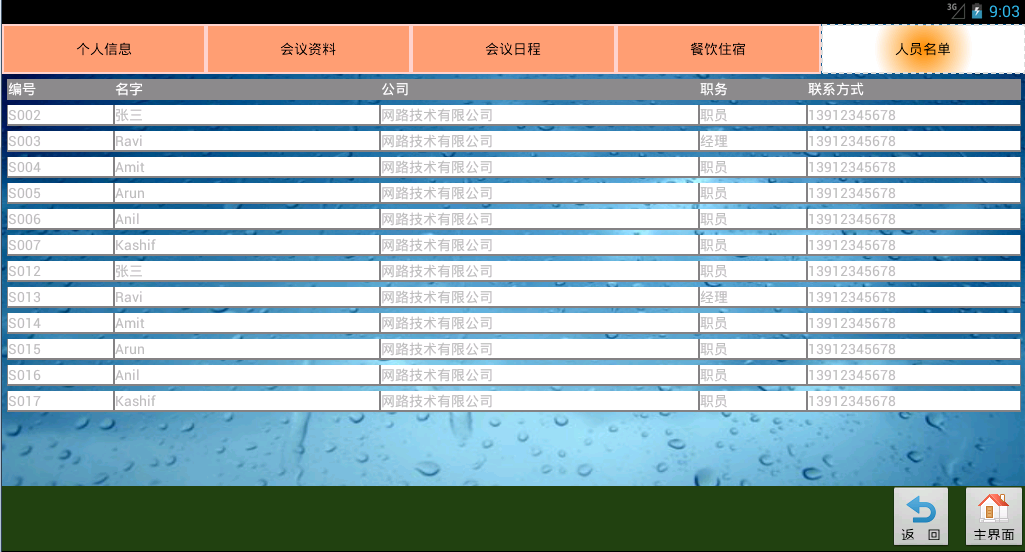 3G 9:03
个人信息 会议资料 会议日程 餐饮住宿 人员名单
编号 名字 公司 职务 联系方式
S002 张三 网路技术有限公司 职员 13912345678
S003 Ravi 网路技术有限公司 经理 13912345678
S004 Amit 网路技术有限公司 职员 13912345678
S005 Arun 网路技术有限公司 职员 13912345678
S006 Anil 网路技术有限公司 职员 13912345678
S007 Kashif 网路技术有限公司 职员 13912345678
S012 张三 网路技术有限公司 职员 13912345678
S013 Ravi 网路技术有限公司 经理 13912345678
S014 Amit 网路技术有限公司 职员 13912345678
S015 Arun 网路技术有限公司 职员 13912345678
S016 Anil 网路技术有限公司 职员 13912345678
S017 Kashif 网路技术有限公司 职员 13912345678
返 回 主界面